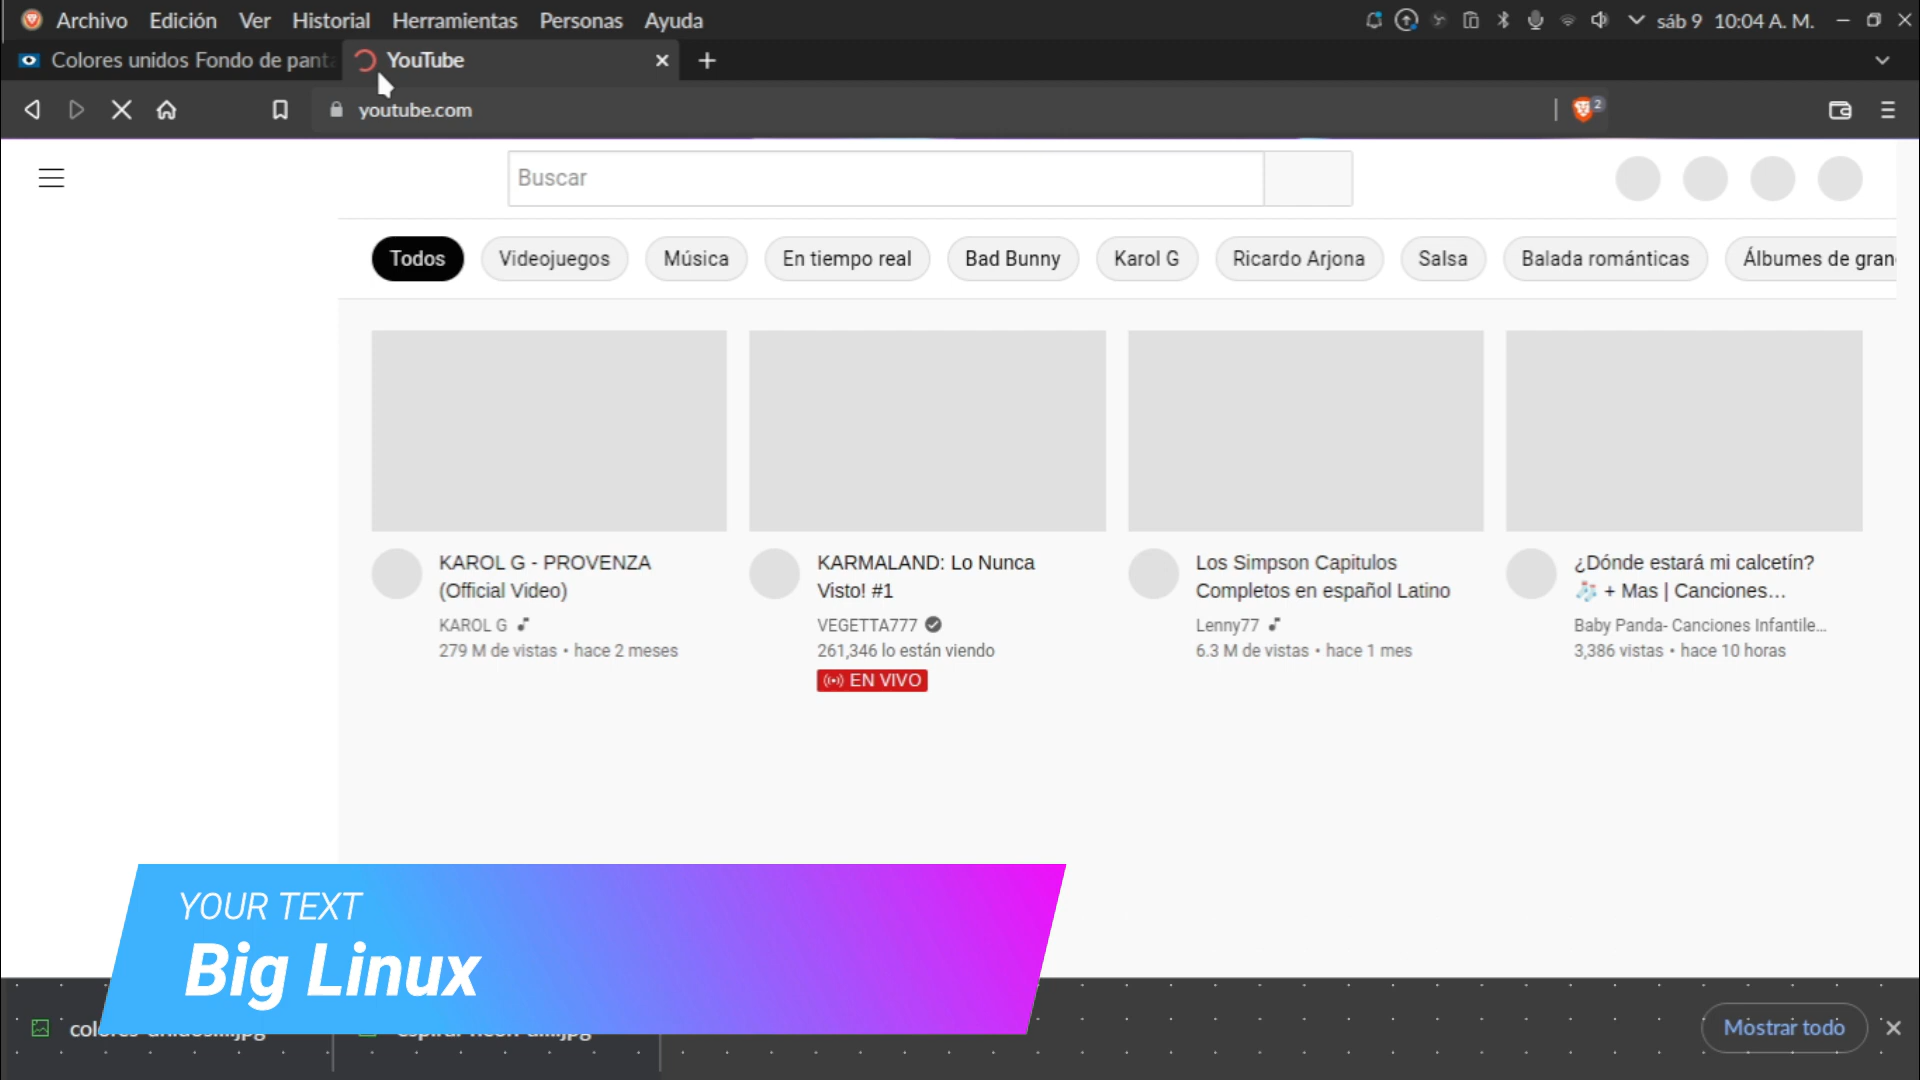 Archivo Edición Ver Historial Herramientas Personas Ayuda
sáb 9 10:04 A. M.
Colores unidos Fondo de pant
YouTube
youtube.com
2
Buscar
Todos Videojuegos Música En tiempo real Bad Bunny Karol G Ricardo Arjona Salsa Balada románticas Álbumes de gran
KAROL G - PROVENZA
(Official Video)
KAROL G
279 M de vistas • hace 2 meses
KARMALAND: Lo Nunca
Visto! #1
VEGETTA777
261,346 lo están viendo
EN VIVO
Los Simpson Capitulos
Completos en español Latino
Lenny77
6.3 M de vistas • hace 1 mes
¿Dónde estará mi calcetín?
🧦 + Mas | Canciones...
Baby Panda- Canciones Infantile...
3,386 vistas • hace 10 horas
YOUR TEXT
Big Linux
Mostrar todo